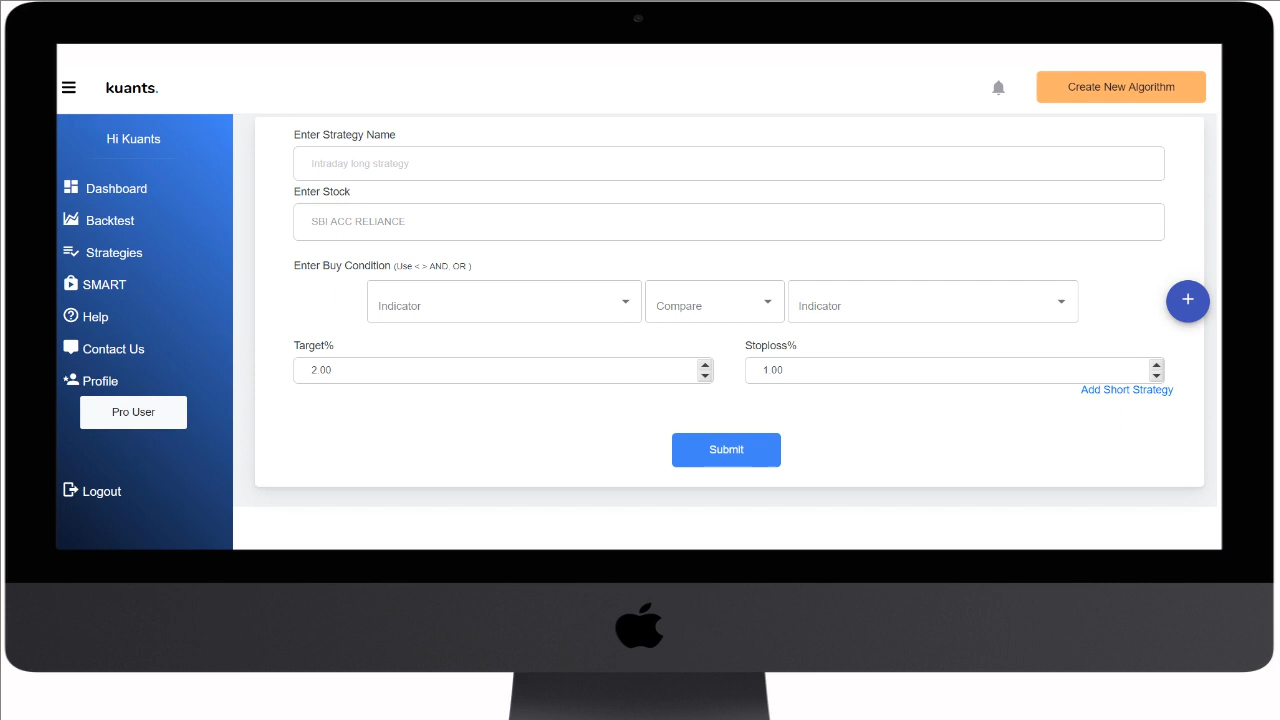 kuants.
Create New Algorithm
Hi Kuants
Dashboard
Backtest
Strategies
SMART
Help
Contact Us
Profile
Pro User
Logout
Enter Strategy Name
Intraday long strategy
Enter Stock
SBI ACC RELIANCE
Enter Buy Condition (Use < > AND, OR )
Indicator Compare Indicator
+
Target% Stoploss%
2.00 1.00
Add Short Strategy
Submit